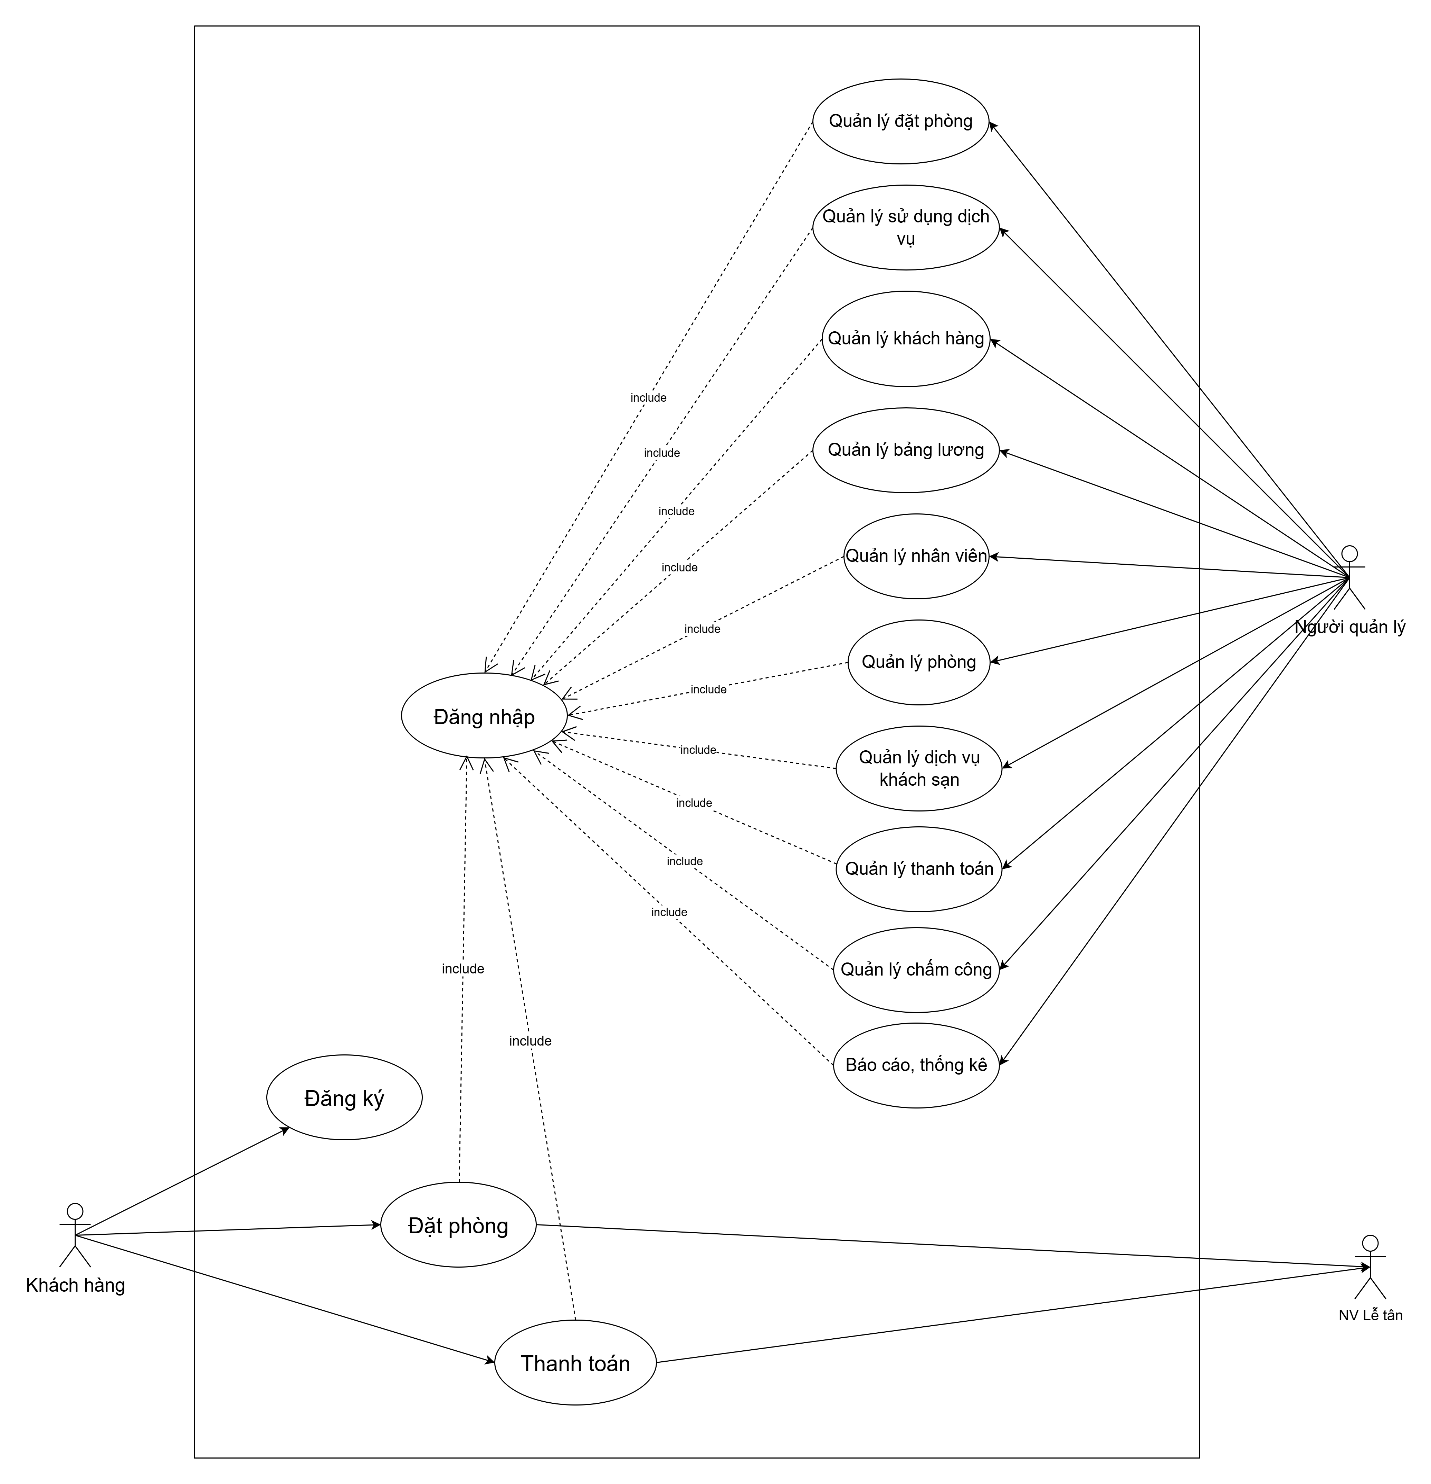 Quản lý đặt phòng
Quản lý sử dụng dịch
vụ
Quản lý khách hàng
include
Quản lý bảng lương
include
include
Quản lý nhân viên
include
Người quản lý
include
Quản lý phòng
include
Đăng nhập
include
Quản lý dịch vụ
khách sạn
include
Quản lý thanh toán
include
include
Quản lý chấm công
include
include
Báo cáo, thống kê
Đăng ký
Đặt phòng
Khách hàng
NV Lễ tân
Thanh toán